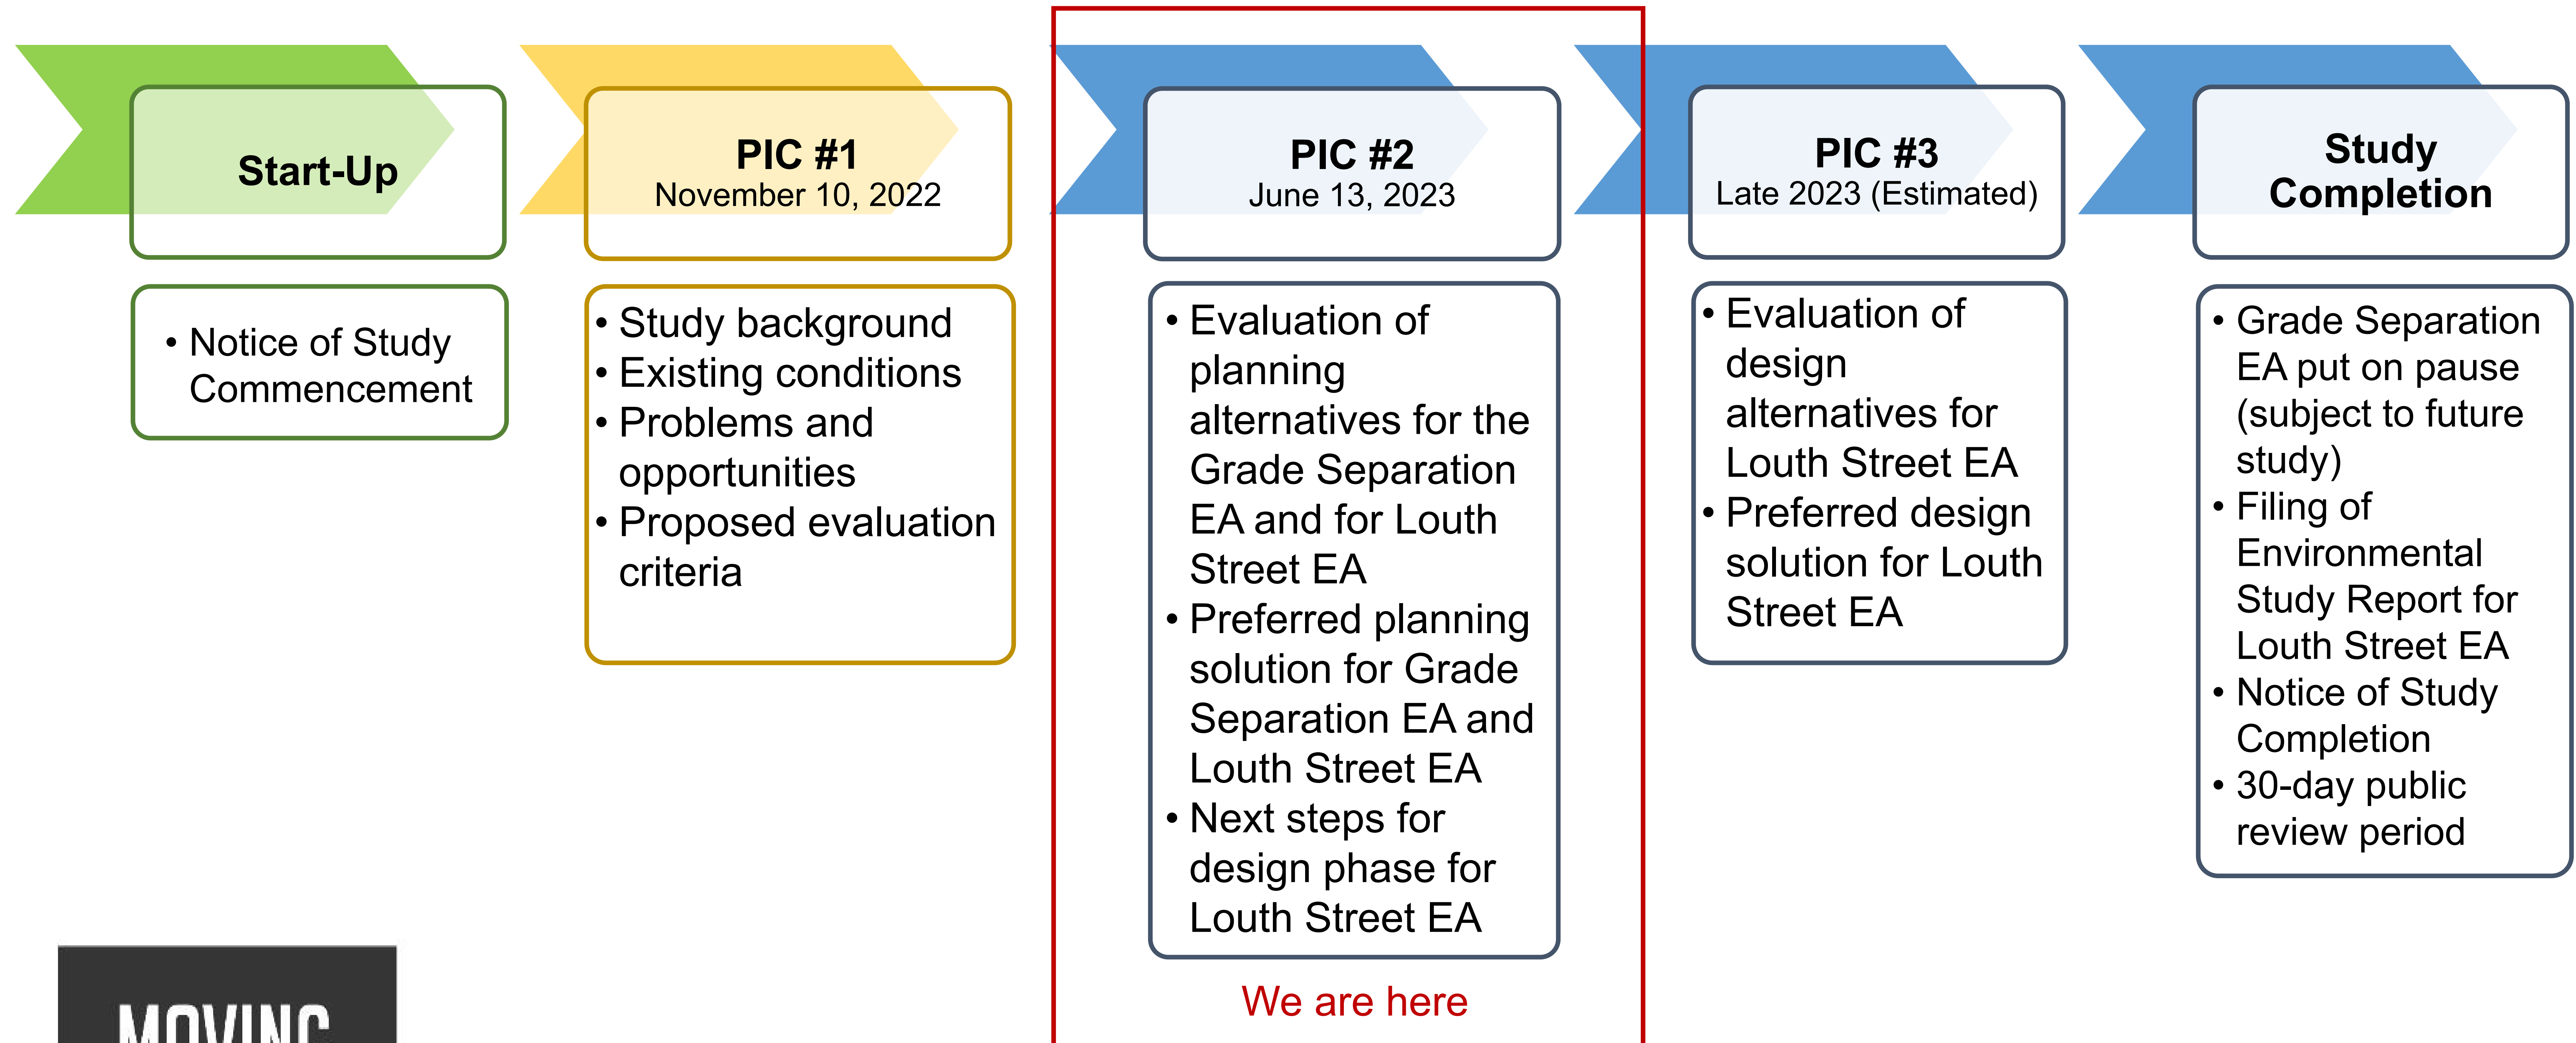 Start-Up
• Notice of Study
Commencement
PIC #1
November 10, 2022
• Study background
• Existing conditions
• Problems and
opportunities
• Proposed evaluation
criteria
PIC #2
June 13, 2023
• Evaluation of
planning
alternatives for the
Grade Separation
EA and for Louth
Street EA
• Preferred planning
solution for Grade
Separation EA and
Louth Street EA
• Next steps for
design phase for
Louth Street EA
We are here
PIC #3
Late 2023 (Estimated)
• Evaluation of
design
alternatives for
Louth Street EA
• Preferred design
solution for Louth
Street EA
Study
Completion
• Grade Separation
EA put on pause
(subject to future
study)
• Filing of
Environmental
Study Report for
Louth Street EA
• Notice of Study
Completion
• 30-day public
review period
MOVING